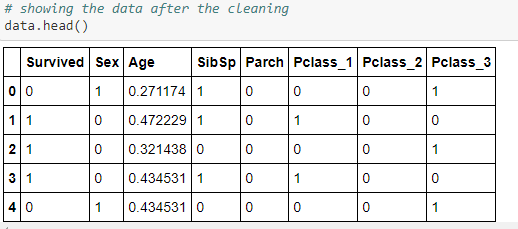 # showing the data after the cleaning
data.head()
Survived Sex Age SibSp Parch Pclass_1 Pclass_2 Pclass_3
0 0 1 0.271174 1 0 0 0 1
1 1 0 0.472229 1 0 1 0 0
2 1 0 0.321438 0 0 0 0 1
3 1 0 0.434531 1 0 1 0 0
4 0 1 0.434531 0 0 0 0 1